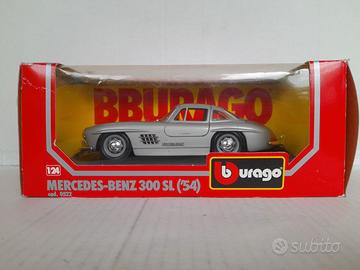 BBURAGO
1:24
MERCEDES-BENZ 300 SL ('54)
cod. 0522
burago
subito